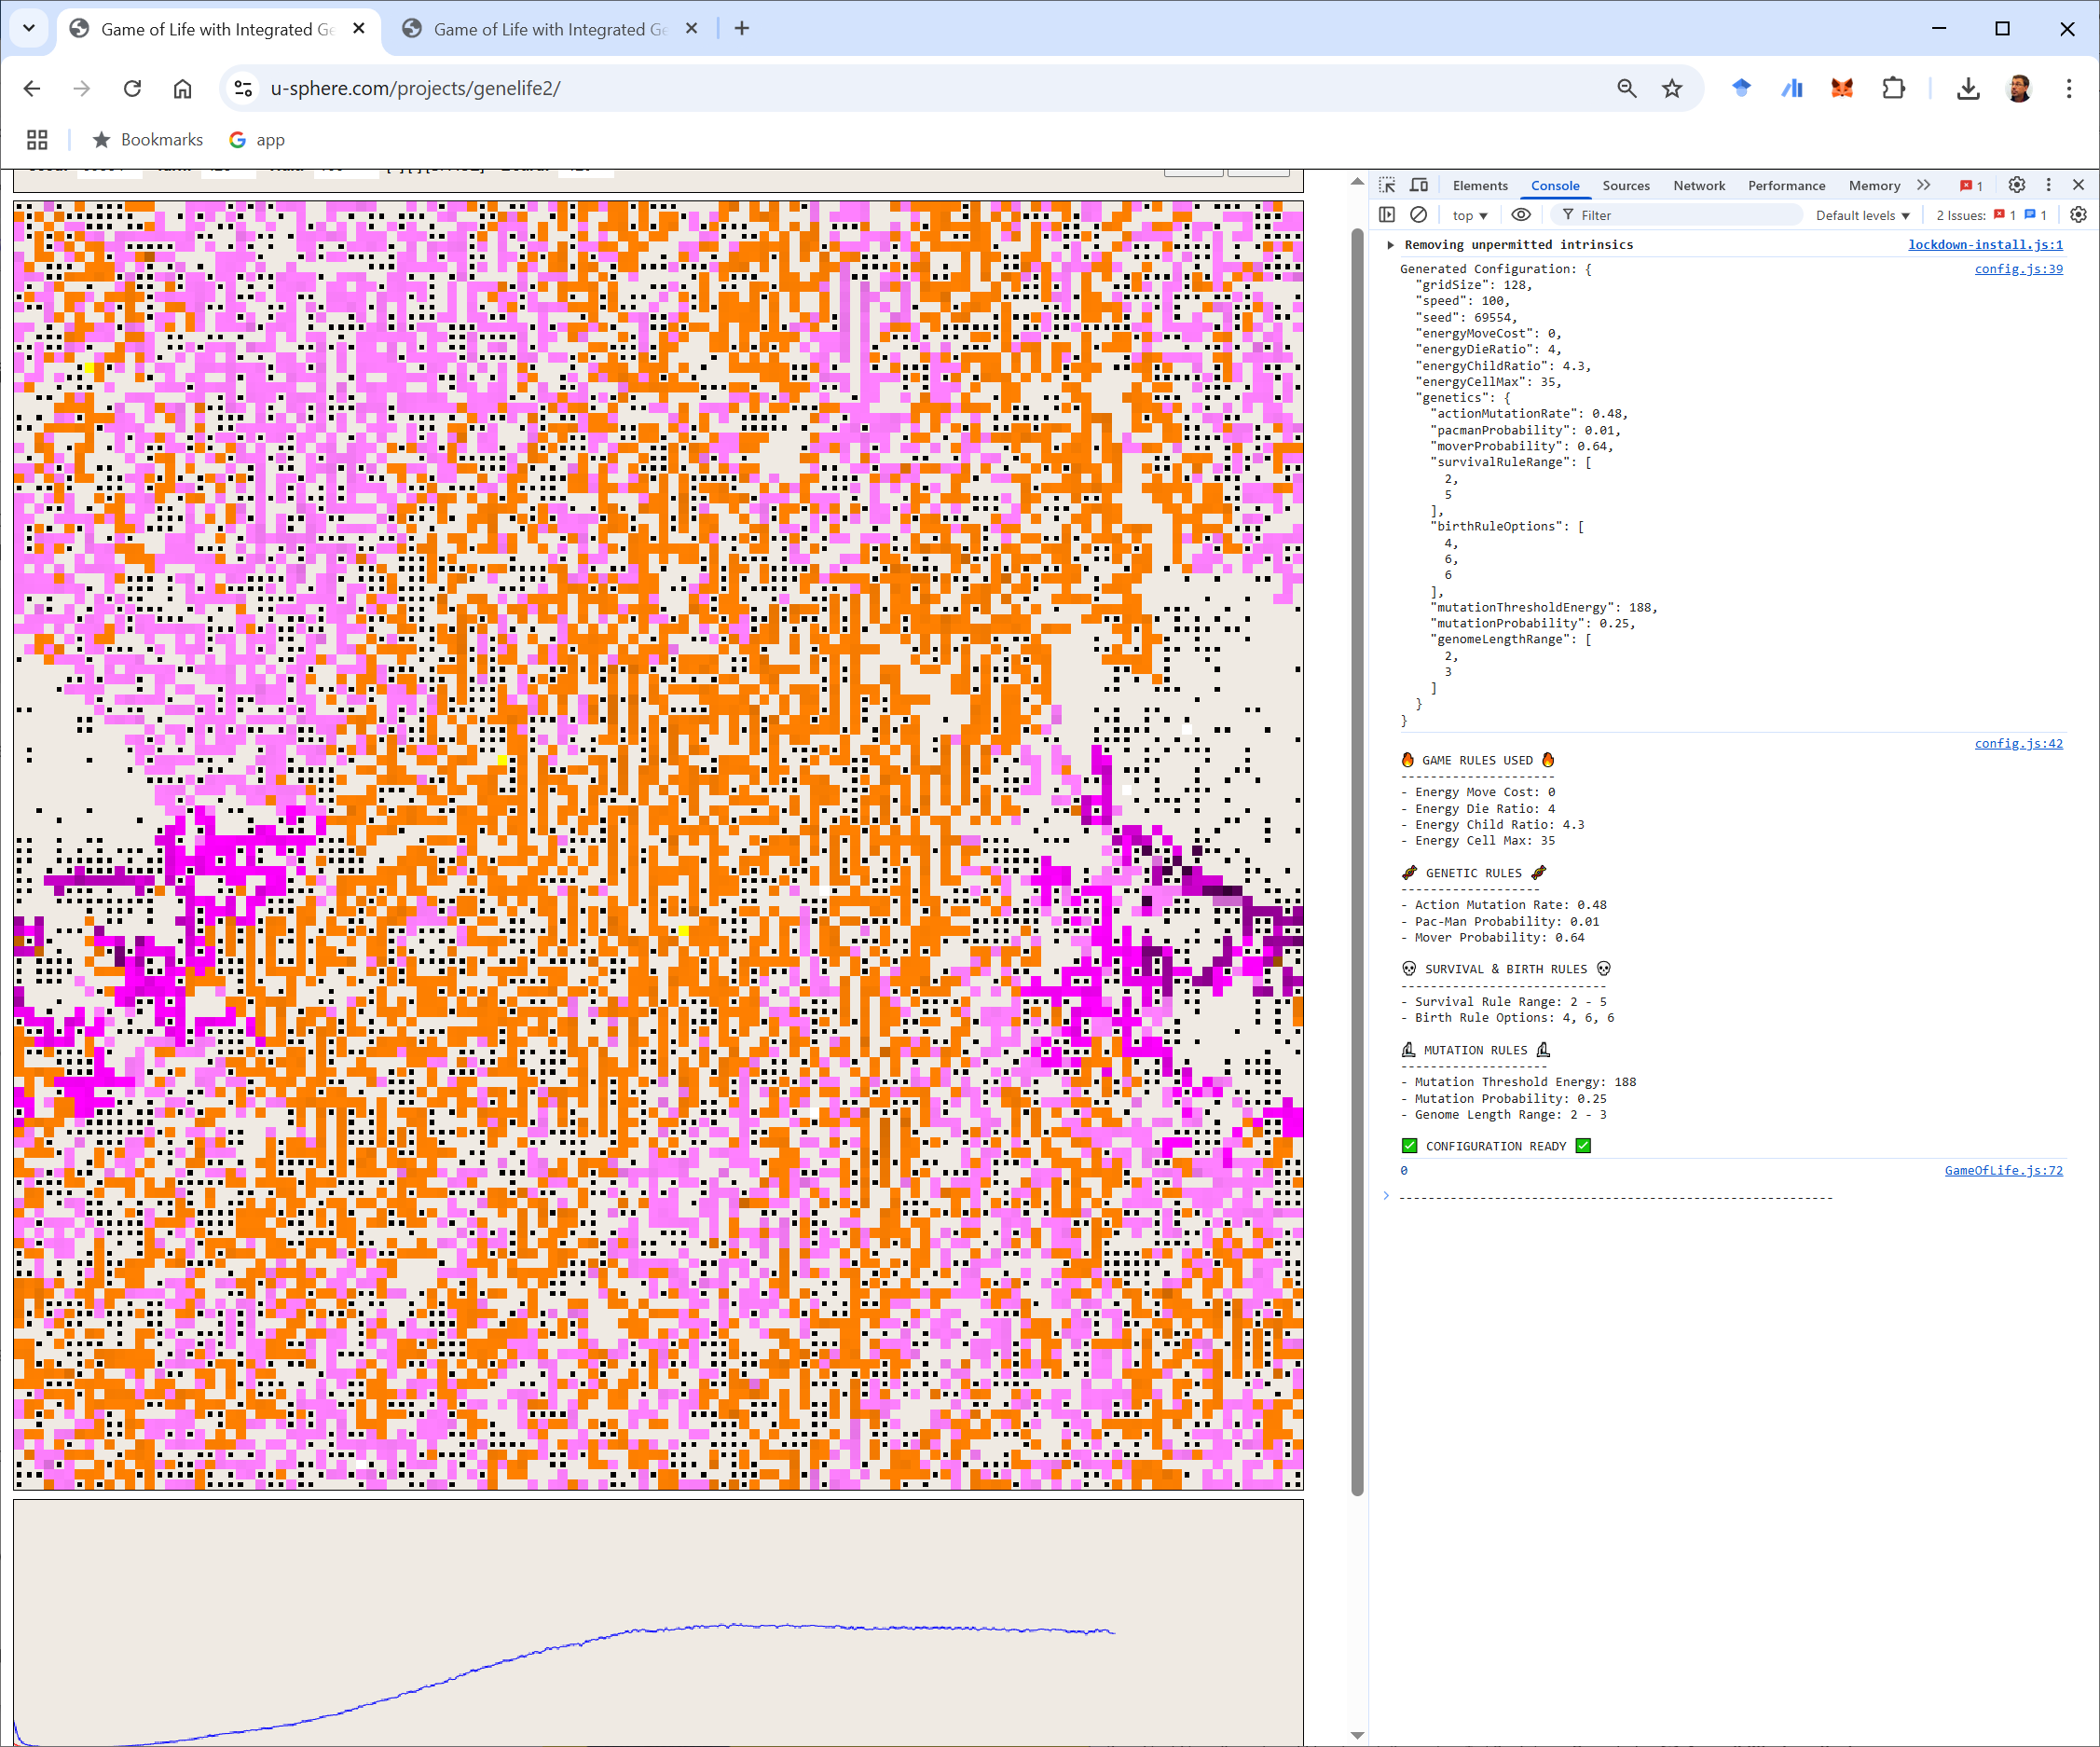 Game of Life with Integrated Ge
Game of Life with Integrated Ge
u-sphere.com/projects/genelife2/
Bookmarks
app
Elements Console Sources Network Performance Memory 1
top Filter Default levels 2 Issues: 1 1
Removing unpermitted intrinsics lockdown-install.js:1
Generated Configuration: { config.js:39
"gridSize": 128,
"speed": 100,
"seed": 69554,
"energyMoveCost": 0,
"energyDieRatio": 4,
"energyChildRatio": 4.3,
"energyCellMax": 35,
"genetics": {
"actionMutationRate": 0.48,
"pacmanProbability": 0.01,
"moverProbability": 0.64,
"survivalRuleRange": [
2,
5
],
"birthRuleOptions": [
4,
6,
6
],
"mutationThresholdEnergy": 188,
"mutationProbability": 0.25,
"genomeLengthRange": [
2,
3
]
}
}
config.js:42
🔥 GAME RULES USED 🔥
---------------------
- Energy Move Cost: 0
- Energy Die Ratio: 4
- Energy Child Ratio: 4.3
- Energy Cell Max: 35
GENETIC RULES
-------------------
- Action Mutation Rate: 0.48
- Pac-Man Probability: 0.01
- Mover Probability: 0.64
💀 SURVIVAL & BIRTH RULES 💀
----------------------------
- Survival Rule Range: 2 - 5
- Birth Rule Options: 4, 6, 6
MUTATION RULES
--------------------
- Mutation Threshold Energy: 188
- Mutation Probability: 0.25
- Genome Length Range: 2 - 3
✅ CONFIGURATION READY ✅
0 GameOfLife.js:72
> -----------------------------------------------------------